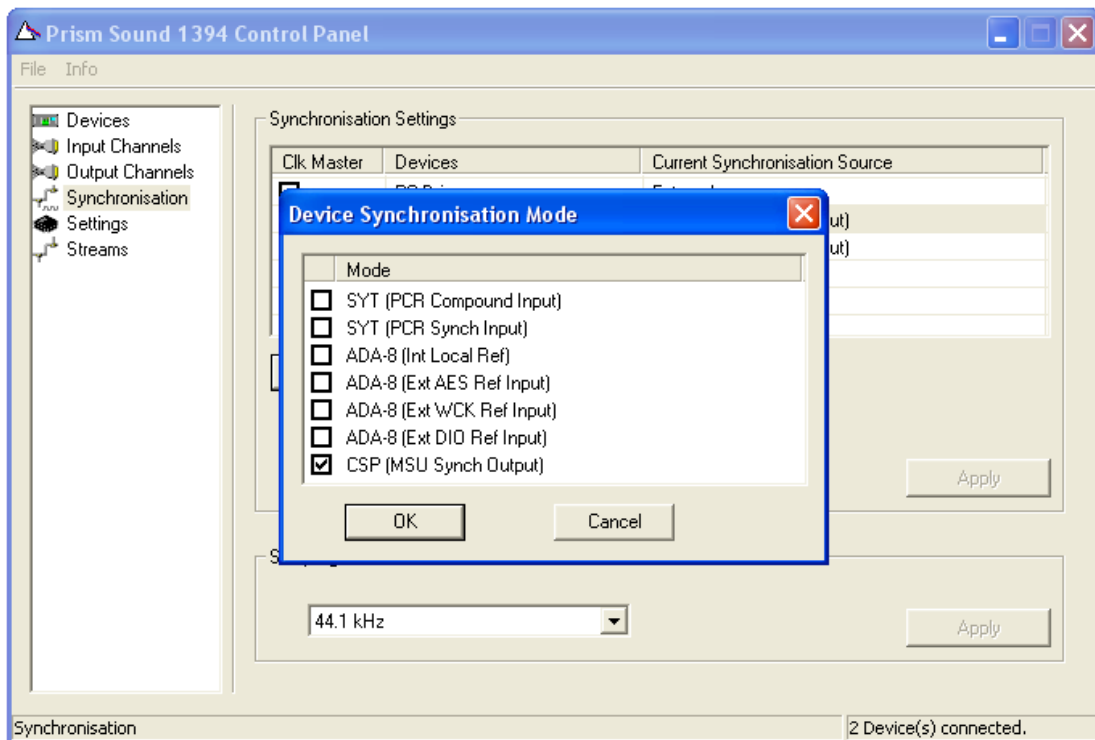 Prism Sound 1394 Control Panel
File Info
Devices
Input Channels
Output Channels
Synchronisation
Settings
Streams
Synchronisation Settings
Clk Master Devices Current Synchronisation Source
ut)
ut)
Device Synchronisation Mode
Mode
SYT (PCR Compound Input)
SYT (PCR Synch Input)
ADA-8 (Int Local Ref)
ADA-8 (Ext AES Ref Input)
ADA-8 (Ext WCK Ref Input)
ADA-8 (Ext DIO Ref Input)
CSP (MSU Synch Output)
OK Cancel
Apply
44.1 kHz
Apply
Synchronisation 2 Device(s) connected.